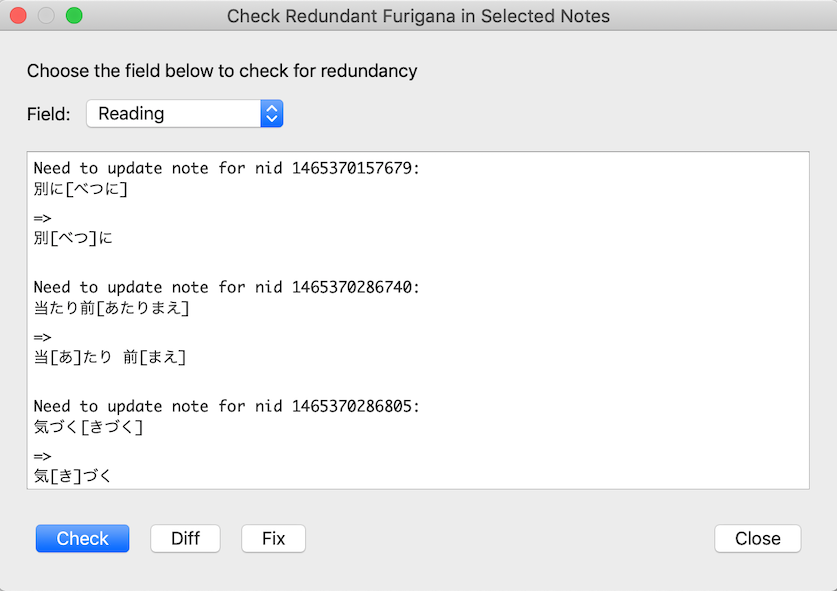 Check Redundant Furigana in Selected Notes
Choose the field below to check for redundancy
Field: Reading
Need to update note for nid 1465370157679:
別に[べつに]
=>
別[べつ]に
Need to update note for nid 1465370286740:
当たり前[あたりまえ]
=>
当[あ]たり 前[まえ]
Need to update note for nid 1465370286805:
気づく[きづく]
=>
気[き]づく
Check Diff Fix Close